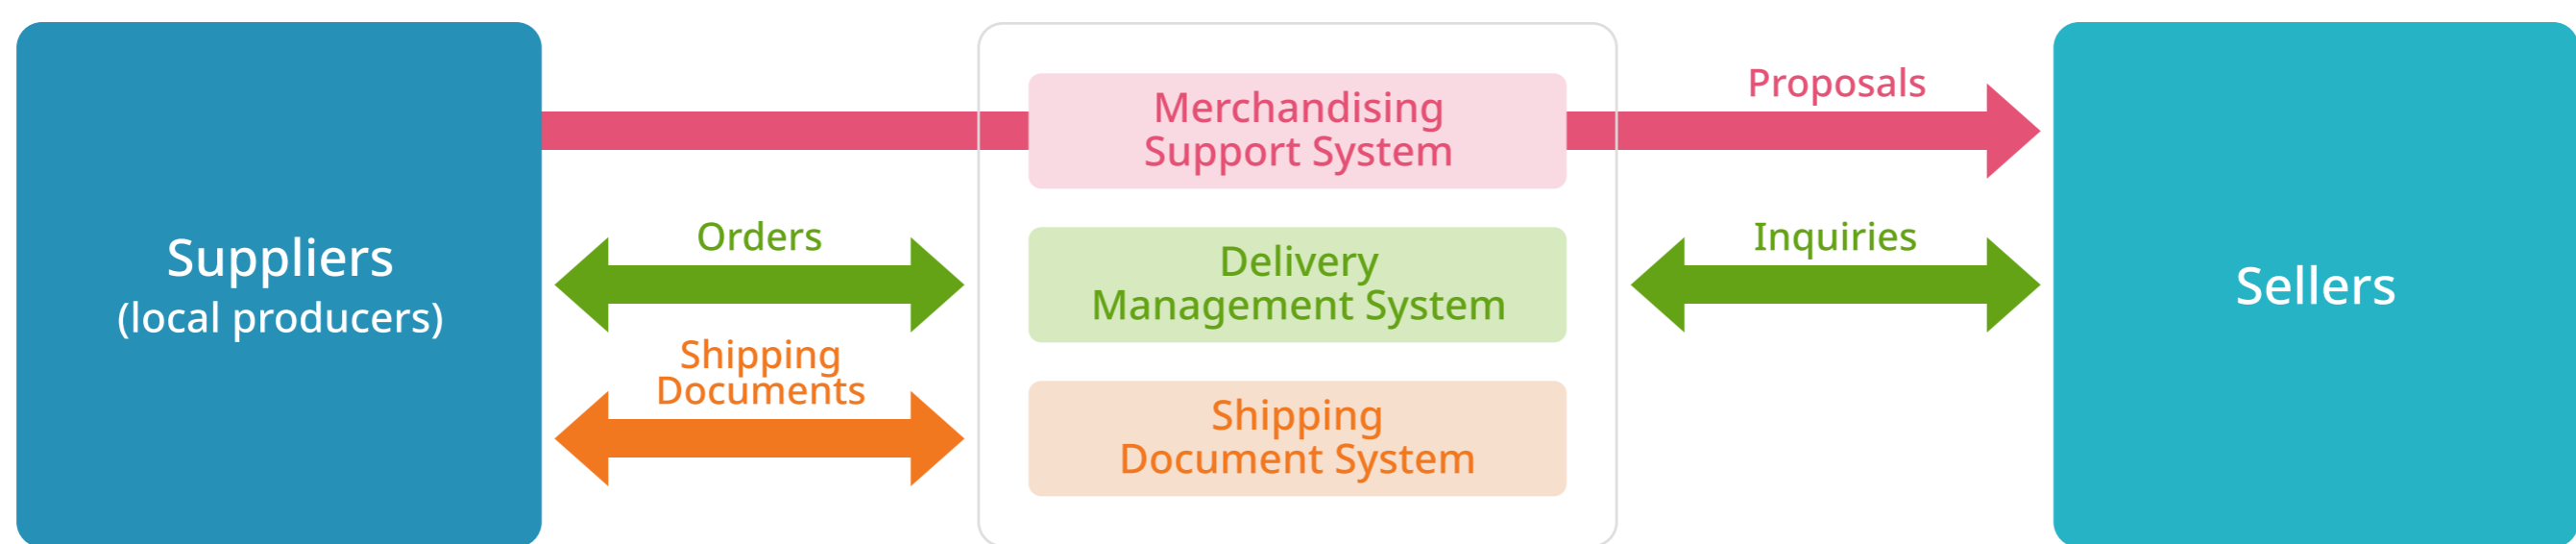 Suppliers
(local producers)
Orders
Shipping
Documents
Merchandising
Support System
Delivery
Management System
Shipping
Document System
Proposals
Inquiries
Sellers